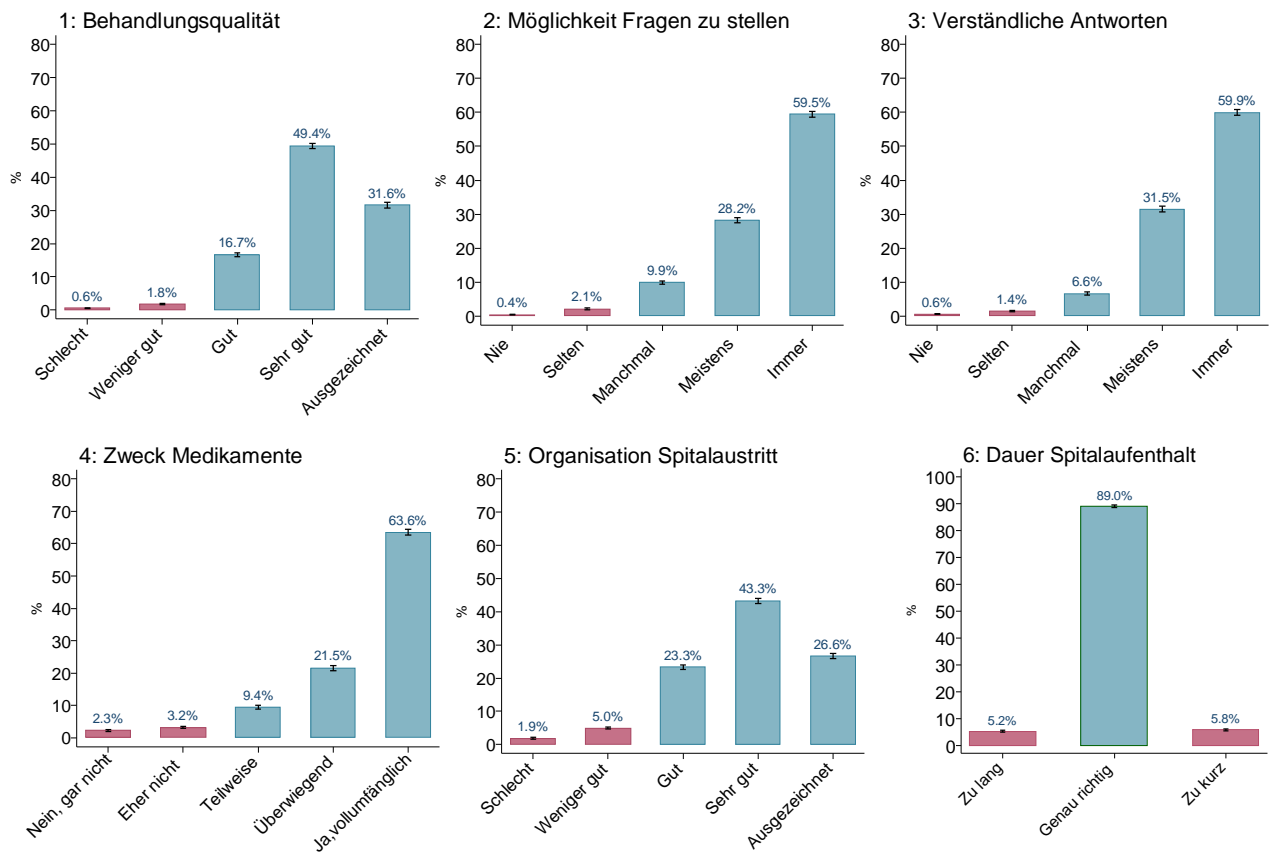 1: Behandlungsqualität
80
70
60
50
40
30
20
10
0
%
0.6%
1.8%
16.7%
49.4%
31.6%
Schlecht
Weniger gut
Gut
Sehr gut
Ausgezeichnet
2: Möglichkeit Fragen zu stellen
80
70
60
50
40
30
20
10
0
%
0.4%
2.1%
9.9%
28.2%
59.5%
Nie
Selten
Manchmal
Meistens
Immer
3: Verständliche Antworten
80
70
60
50
40
30
20
10
0
%
0.6%
1.4%
6.6%
31.5%
59.9%
Nie
Selten
Manchmal
Meistens
Immer
4: Zweck Medikamente
80
70
60
50
40
30
20
10
0
%
2.3%
3.2%
9.4%
21.5%
63.6%
Nein, gar nicht
Eher nicht
Teilweise
Überwiegend
Ja,vollumfänglich
5: Organisation Spitalaustritt
80
70
60
50
40
30
20
10
0
%
1.9%
5.0%
23.3%
43.3%
26.6%
Schlecht
Weniger gut
Gut
Sehr gut
Ausgezeichnet
6: Dauer Spitalaufenthalt
100
90
80
70
60
50
40
30
20
10
0
%
5.2%
89.0%
5.8%
Zu lang
Genau richtig
Zu kurz